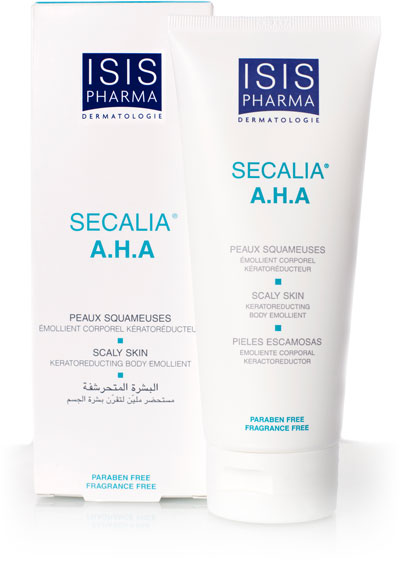 ISIS
PHARMA
DERMATOLOGIE
SECALIA®
A.H.A
PEAUX SQUAMEUSES
ÉMOLLIENT CORPOREL KÉRATORÉDUCTEU
SCALY SKIN
KERATOREDUCTING BODY EMOLLIENT
البشرة المتحرشفة
مستحضر مليّن لتقرّن بشرة الجسم
PARABEN FREE
FRAGRANCE FREE
ISIS
PHARMA
DERMATOLOGIE
SECALIA®
A.H.A
PEAUX SQUAMEUSES
ÉMOLLIENT CORPOREL
KÉRATORÉDUCTEUR
SCALY SKIN
KERATOREDUCTING
BODY EMOLLIENT
PIELES ESCAMOSAS
EMOLIENTE CORPORAL
KERACTOREDUCTOR
PARABEN FREE
FRAGRANCE FREE